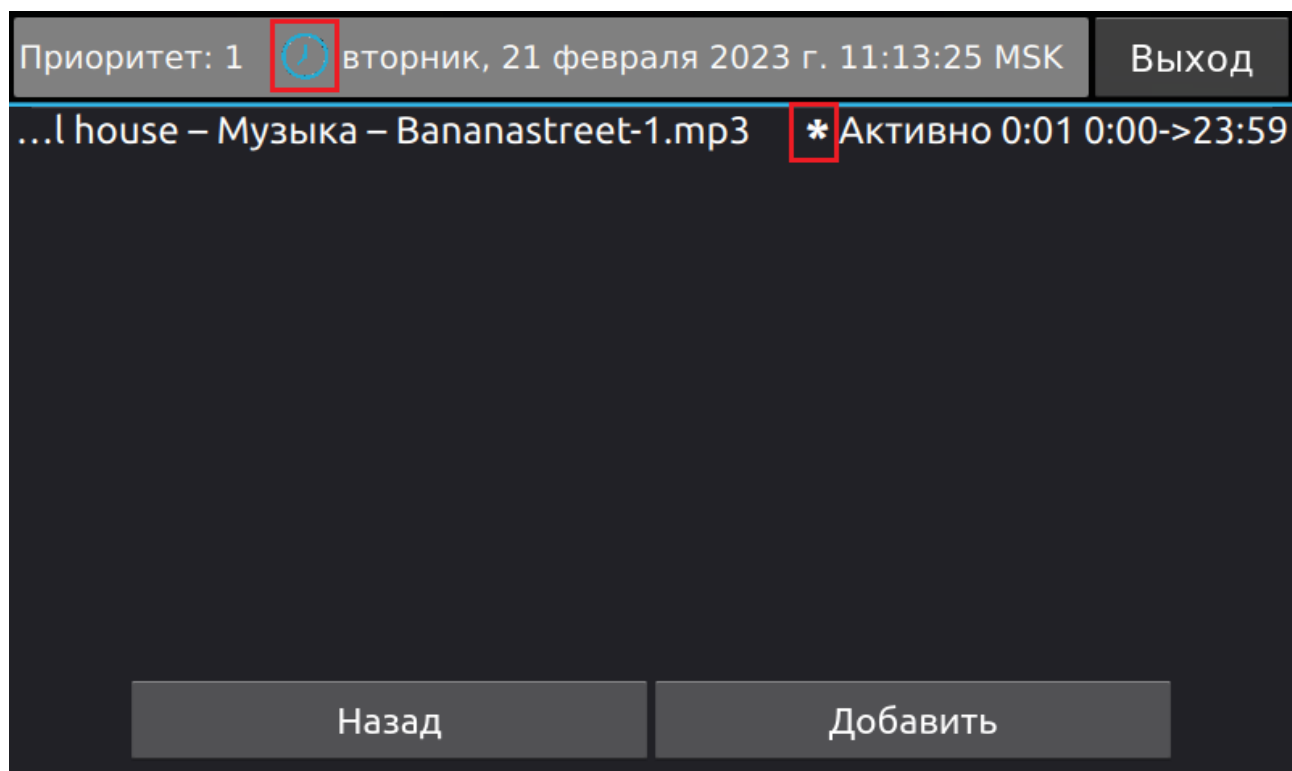 Приоритет: 1 вторник, 21 февраля 2023 г. 11:13:25 MSK Выход
…l house – Музыка – Bananastreet-1.mp3 * Активно 0:01 0:00->23:59
Назад Добавить